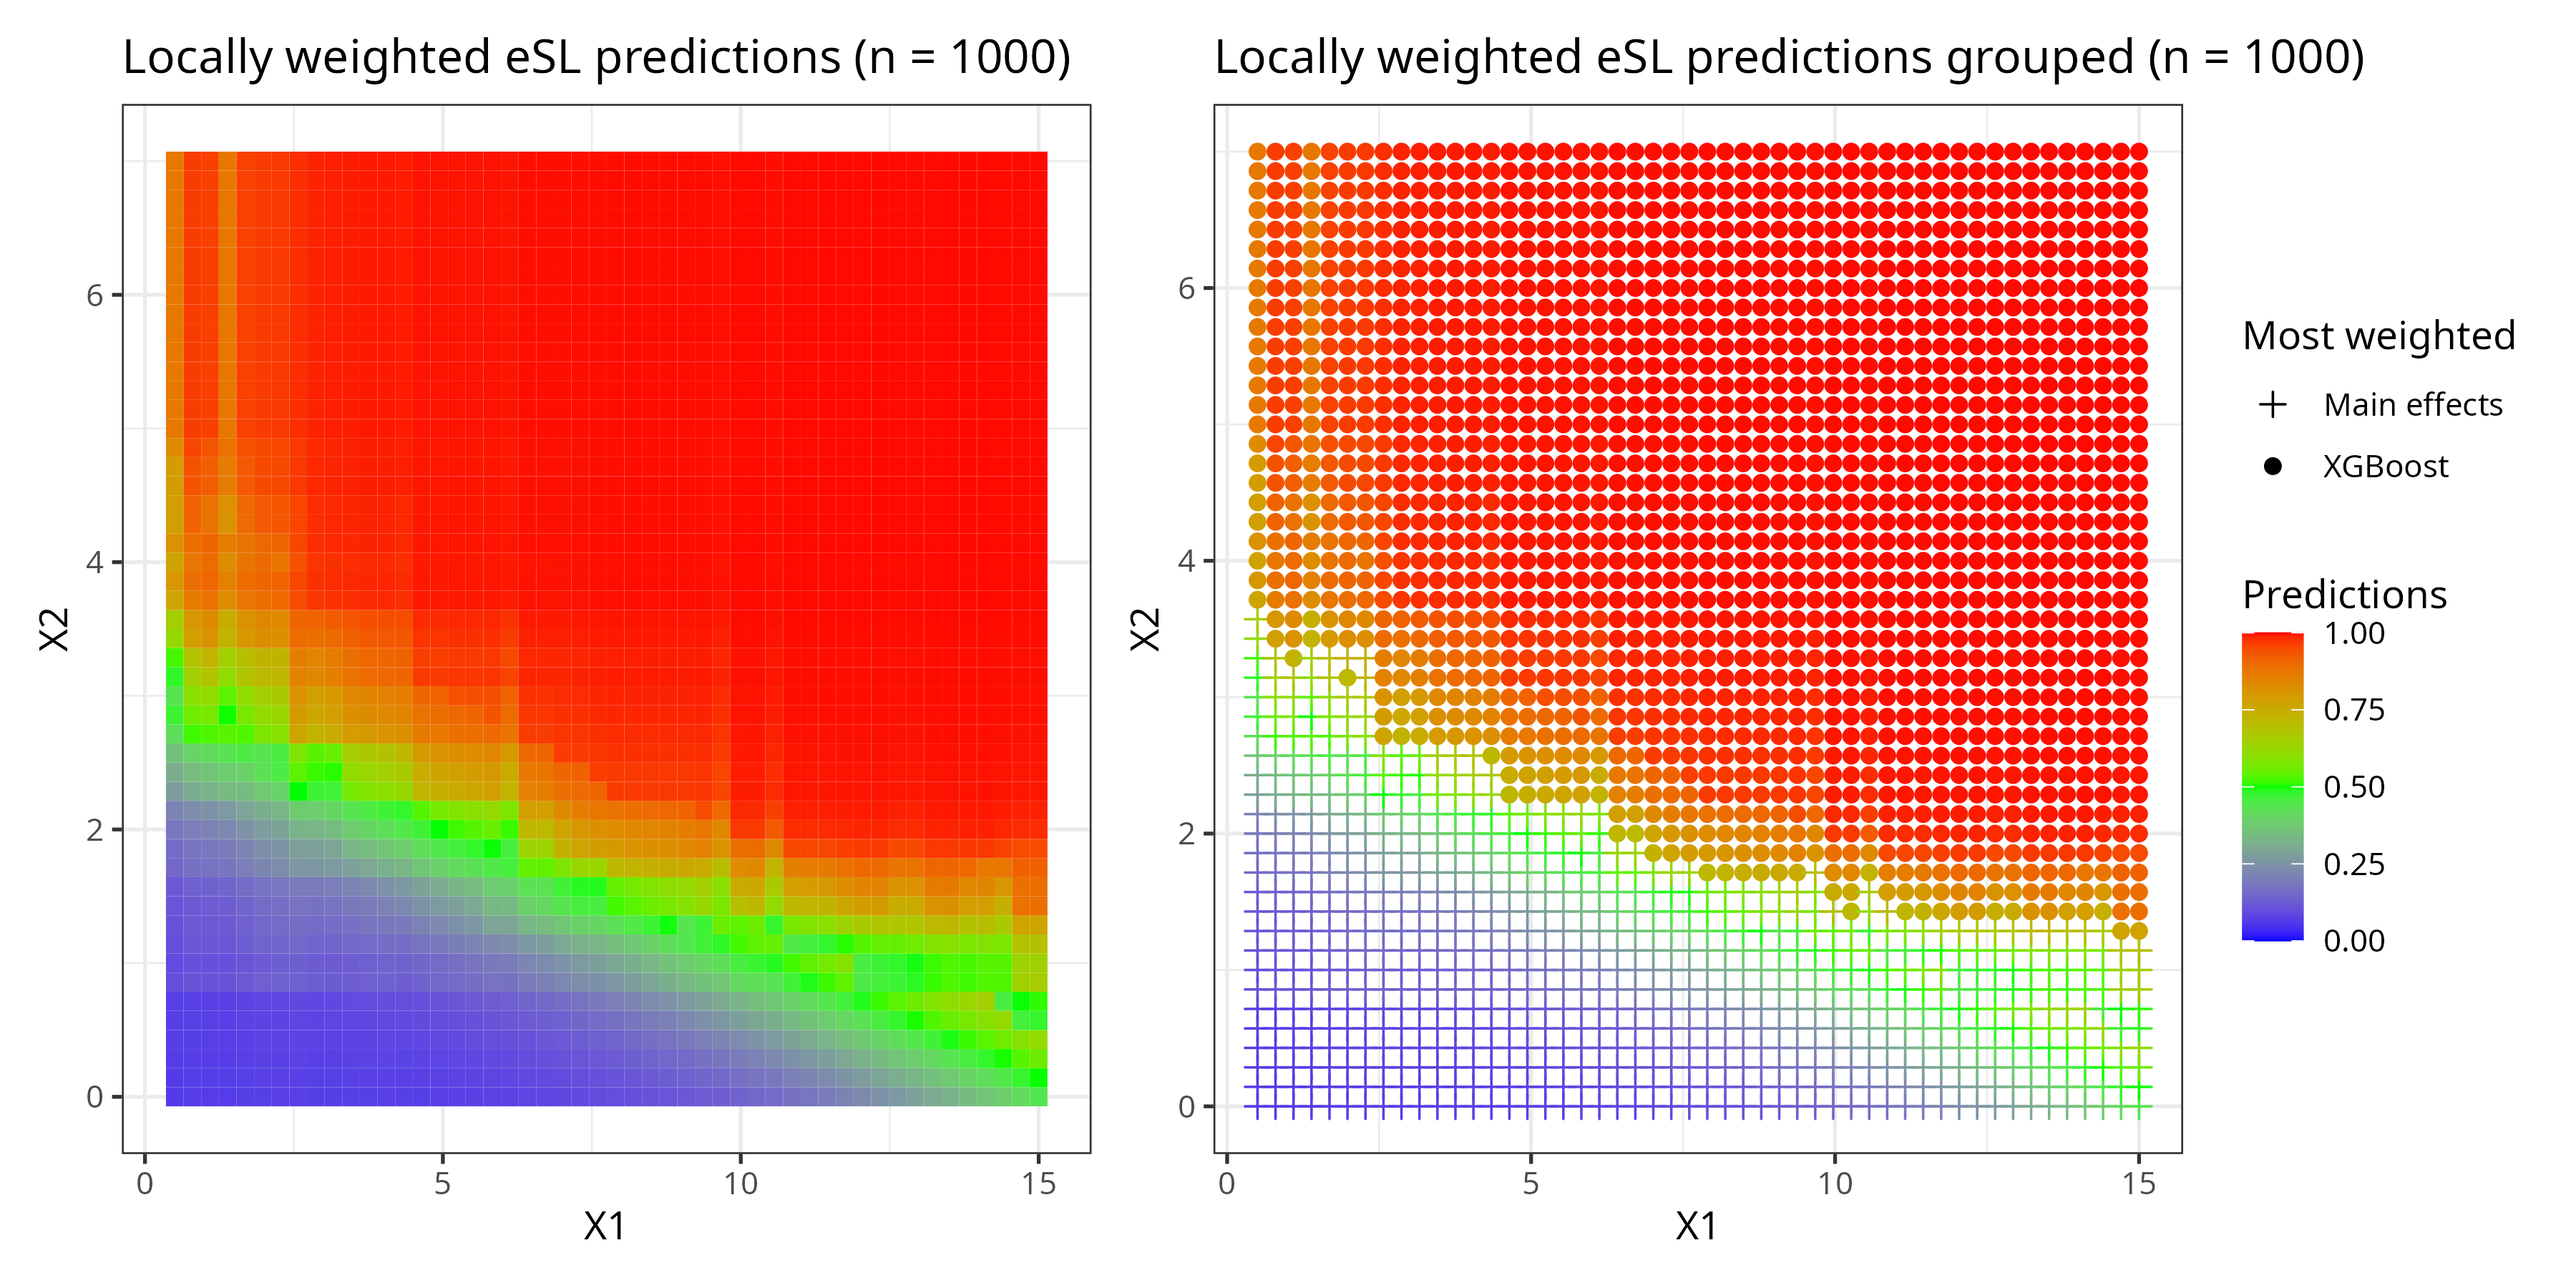 Locally weighted eSL predictions (n = 1000)
6
4
2
0
X2
0 5 10 15
X1
Locally weighted eSL predictions grouped (n = 1000)
6
4
2
0
X2
0 5 10 15
X1
Most weighted
Main effects
XGBoost
Predictions
1.00
0.75
0.50
0.25
0.00